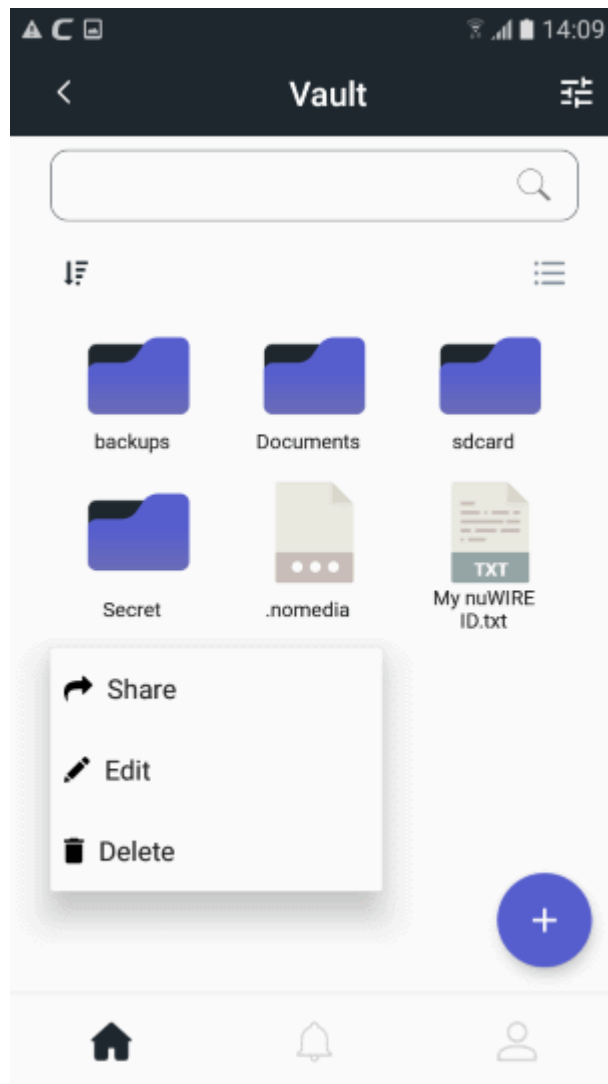 14:09
Vault
backups Documents sdcard
TXT
Secret .nomedia My nuWIRE
ID.txt
Share
Edit
Delete